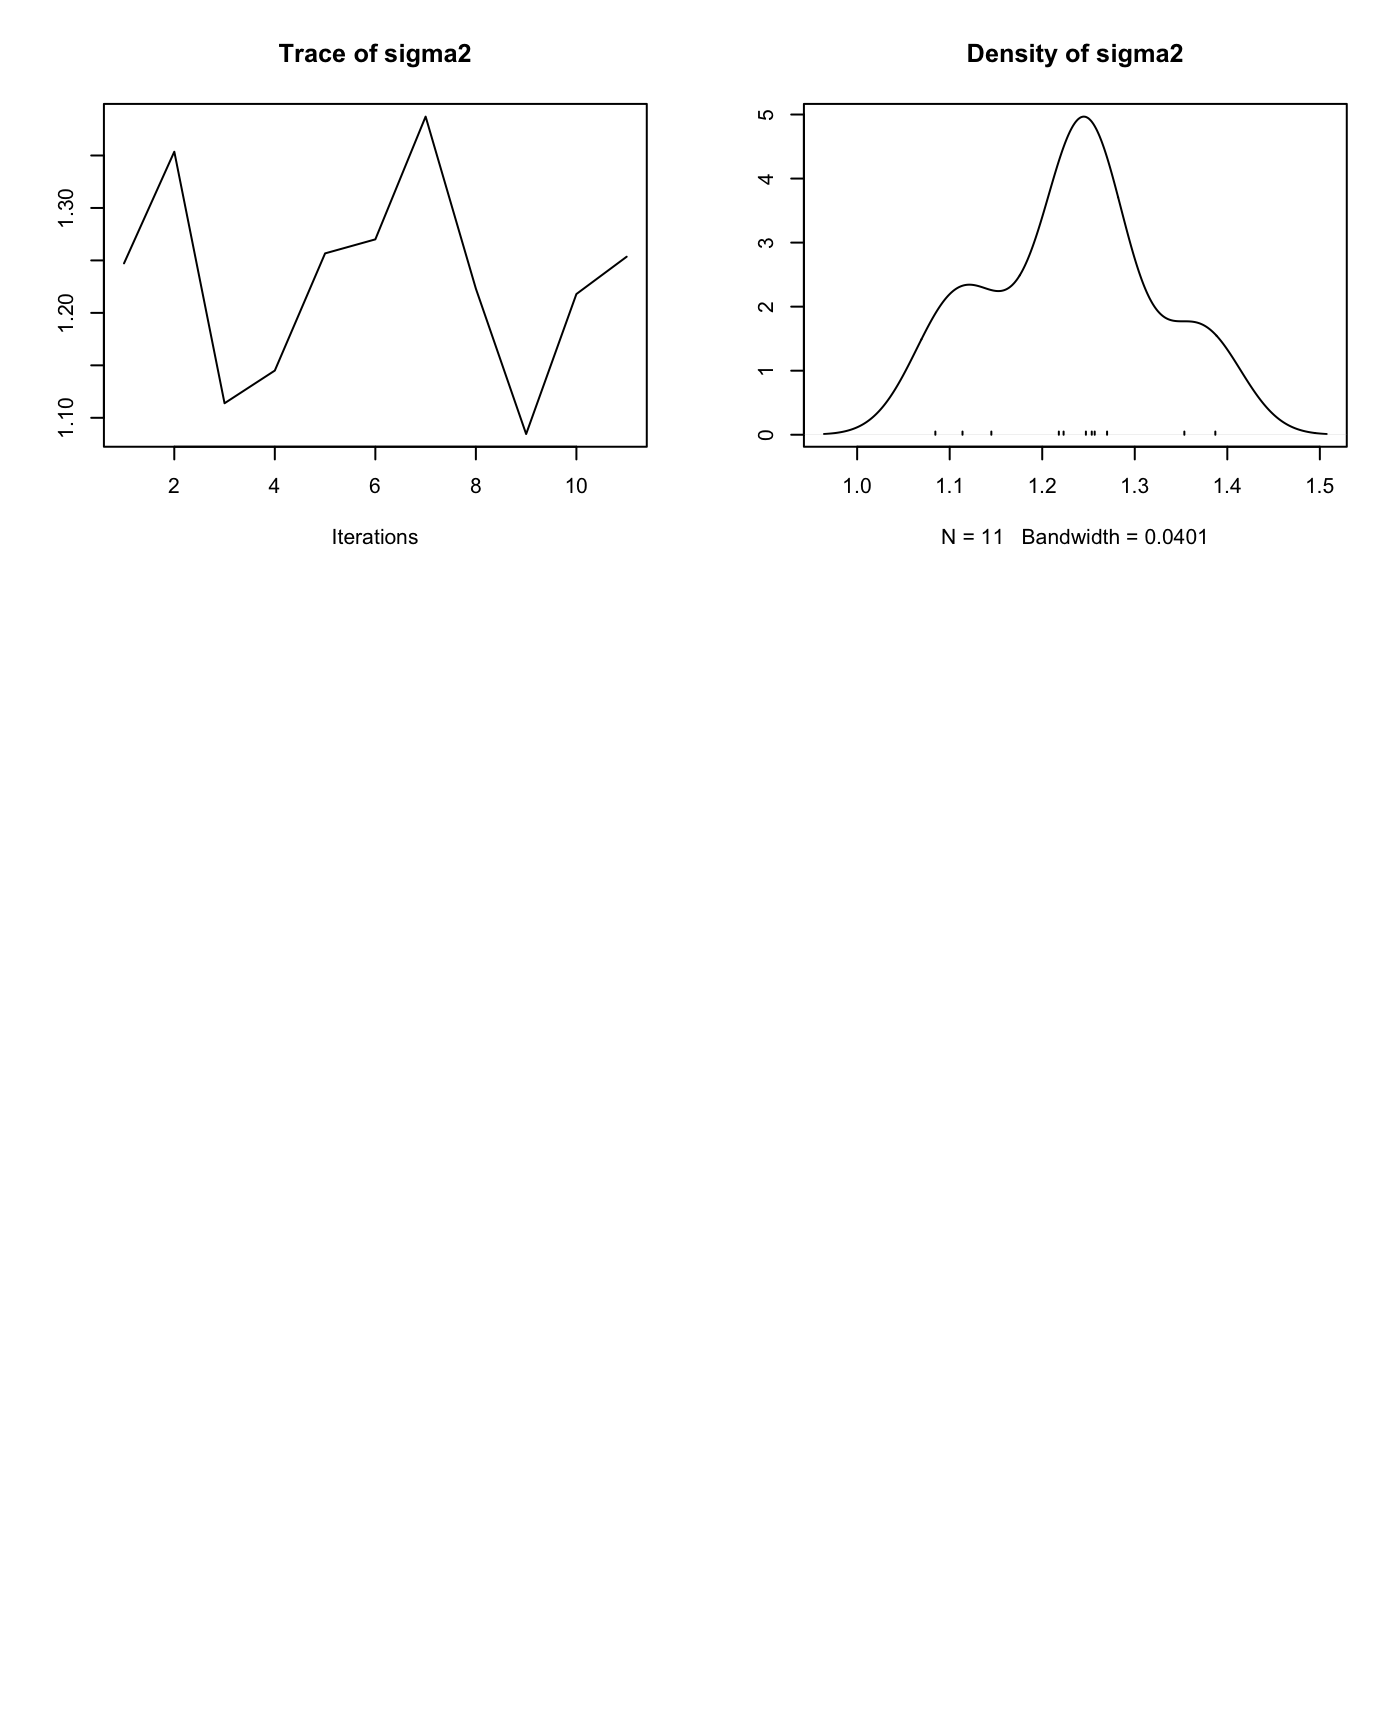 Trace of sigma2
1.30
1.20
1.10
2 4 6 8 10
Iterations
Density of sigma2
5
4
3
2
1
0
1.0 1.1 1.2 1.3 1.4 1.5
N = 11 Bandwidth = 0.0401